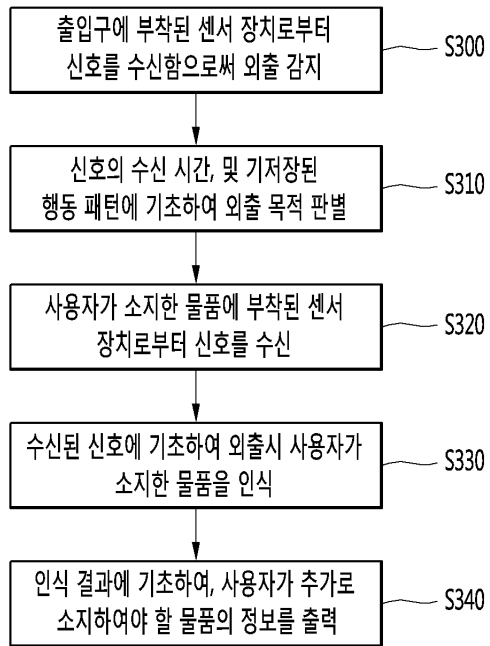 출입구에 부착된 센서 장치로부터
신호를 수신함으로써 외출 감지
S300
신호의 수신 시간, 및 기저장된
행동 패턴에 기초하여 외출 목적 판별
S310
사용자가 소지한 물품에 부착된 센서
장치로부터 신호를 수신
S320
수신된 신호에 기초하여 외출시 사용자가
소지한 물품을 인식
S330
인식 결과에 기초하여, 사용자가 추가로
소지하여야 할 물품의 정보를 출력
S340